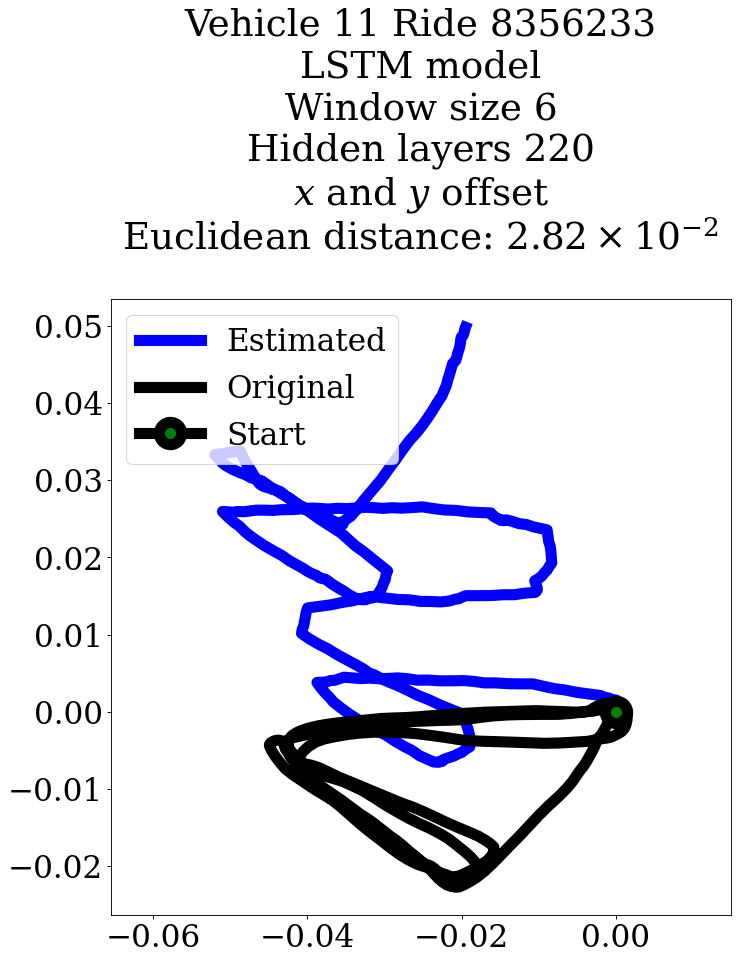 Vehicle 11 Ride 8356233
LSTM model
Window size 6
Hidden layers 220
x and y offset
Euclidean distance: 2.82 × 10⁻²
Estimated
Original
Start
0.05
0.04
0.03
0.02
0.01
0.00
−0.01
−0.02
−0.06 −0.04 −0.02 0.00